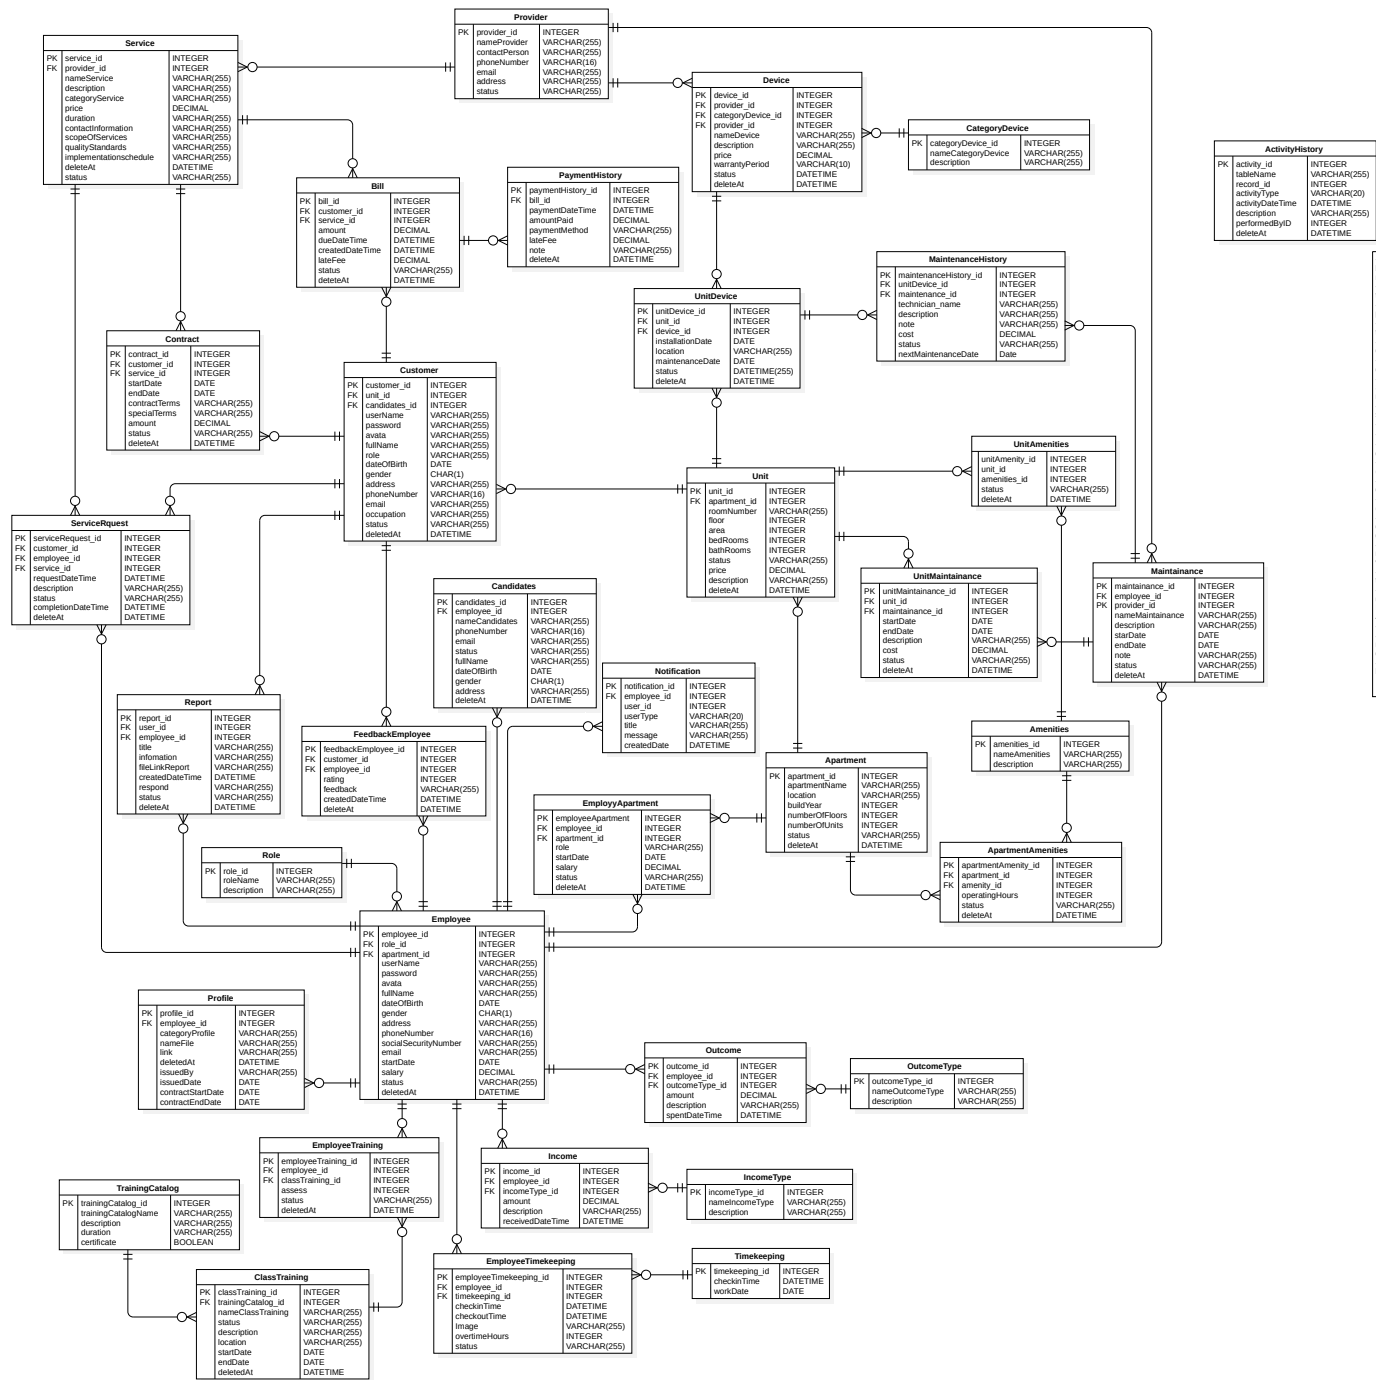 Provider
PK provider_id INTEGER
nameProvider VARCHAR(255)
contactPerson VARCHAR(255)
phoneNumber VARCHAR(16)
email VARCHAR(255)
address VARCHAR(255)
status VARCHAR(255)
Service
PK service_id INTEGER
FK provider_id INTEGER
nameService VARCHAR(255)
description VARCHAR(255)
categoryService VARCHAR(255)
price DECIMAL
duration VARCHAR(255)
contactInformation VARCHAR(255)
scopeOfServices VARCHAR(255)
qualityStandards VARCHAR(255)
implementationschedule VARCHAR(255)
deleteAt DATETIME
status VARCHAR(255)
Device
PK device_id INTEGER
FK provider_id INTEGER
FK categoryDevice_id INTEGER
FK provider_id INTEGER
nameDevice VARCHAR(255)
description VARCHAR(255)
price DECIMAL
warrantyPeriod VARCHAR(10)
status DATETIME
deleteAt DATETIME
CategoryDevice
PK categoryDevice_id INTEGER
nameCategoryDevice VARCHAR(255)
description VARCHAR(255)
ActivityHistory
PK activity_id INTEGER
tableName VARCHAR(255)
record_id INTEGER
activityType VARCHAR(20)
activityDateTime DATETIME
description VARCHAR(255)
performedByID INTEGER
deleteAt DATETIME
Bill
PK bill_id INTEGER
FK customer_id INTEGER
FK service_id INTEGER
amount DECIMAL
dueDateTime DATETIME
createdDateTime DATETIME
lateFee DECIMAL
status VARCHAR(255)
deteteAt DATETIME
PaymentHistory
PK paymentHistory_id INTEGER
FK bill_id INTEGER
paymentDateTime DATETIME
amountPaid DECIMAL
paymentMethod VARCHAR(255)
lateFee DECIMAL
note VARCHAR(255)
deleteAt DATETIME
MaintenanceHistory
PK maintenanceHistory_id INTEGER
FK unitDevice_id INTEGER
FK maintenance_id INTEGER
technician_name VARCHAR(255)
description VARCHAR(255)
note VARCHAR(255)
cost DECIMAL
status VARCHAR(255)
nextMaintenanceDate Date
UnitDevice
PK unitDevice_id INTEGER
FK unit_id INTEGER
FK device_id INTEGER
installationDate DATE
location VARCHAR(255)
maintenanceDate DATE
status DATETIME(255)
deleteAt DATETIME
Contract
PK contract_id INTEGER
FK customer_id INTEGER
FK service_id INTEGER
startDate DATE
endDate DATE
contractTerms VARCHAR(255)
specialTerms VARCHAR(255)
amount DECIMAL
status VARCHAR(255)
deleteAt DATETIME
Customer
PK customer_id INTEGER
FK unit_id INTEGER
FK candidates_id INTEGER
userName VARCHAR(255)
password VARCHAR(255)
avata VARCHAR(255)
fullName VARCHAR(255)
role VARCHAR(255)
dateOfBirth DATE
gender CHAR(1)
address VARCHAR(255)
phoneNumber VARCHAR(16)
email VARCHAR(255)
occupation VARCHAR(255)
status VARCHAR(255)
deletedAt DATETIME
UnitAmenities
unitAmenity_id INTEGER
unit_id INTEGER
amenities_id INTEGER
status VARCHAR(255)
deleteAt DATETIME
Unit
PK unit_id INTEGER
FK apartment_id INTEGER
roomNumber VARCHAR(255)
floor INTEGER
area INTEGER
bedRooms INTEGER
bathRooms INTEGER
status VARCHAR(255)
price DECIMAL
description VARCHAR(255)
deleteAt DATETIME
ServiceRquest
PK serviceRequest_id INTEGER
FK customer_id INTEGER
FK employee_id INTEGER
FK service_id INTEGER
requestDateTime DATETIME
description VARCHAR(255)
status VARCHAR(255)
completionDateTime DATETIME
deleteAt DATETIME
Candidates
PK candidates_id INTEGER
FK employee_id INTEGER
nameCandidates VARCHAR(255)
phoneNumber VARCHAR(16)
email VARCHAR(255)
status VARCHAR(255)
fullName VARCHAR(255)
dateOfBirth DATE
gender CHAR(1)
address VARCHAR(255)
deleteAt DATETIME
UnitMaintainance
PK unitMaintainance_id INTEGER
FK unit_id INTEGER
FK maintainance_id INTEGER
startDate DATE
endDate DATE
description VARCHAR(255)
cost DECIMAL
status VARCHAR(255)
deleteAt DATETIME
Maintainance
PK maintainance_id INTEGER
FK employee_id INTEGER
PK provider_id INTEGER
nameMaintainance VARCHAR(255)
description VARCHAR(255)
starDate DATE
endDate DATE
note VARCHAR(255)
status VARCHAR(255)
deleteAt DATETIME
Notification
PK notification_id INTEGER
FK employee_id INTEGER
user_id INTEGER
userType VARCHAR(20)
title VARCHAR(255)
message VARCHAR(255)
createdDate DATETIME
Report
PK report_id INTEGER
FK user_id INTEGER
FK employee_id INTEGER
title VARCHAR(255)
infomation VARCHAR(255)
fileLinkReport VARCHAR(255)
createdDateTime DATETIME
respond VARCHAR(255)
status VARCHAR(255)
deleteAt DATETIME
FeedbackEmployee
PK feedbackEmployee_id INTEGER
FK customer_id INTEGER
FK employee_id INTEGER
rating INTEGER
feedback VARCHAR(255)
createdDateTime DATETIME
deleteAt DATETIME
Amenities
PK amenities_id INTEGER
nameAmenities VARCHAR(255)
description VARCHAR(255)
Apartment
PK apartment_id INTEGER
apartmentName VARCHAR(255)
location VARCHAR(255)
buildYear INTEGER
numberOfFloors INTEGER
numberOfUnits INTEGER
status VARCHAR(255)
deleteAt DATETIME
EmployyApartment
PK employeeApartment INTEGER
FK employee_id INTEGER
FK apartment_id INTEGER
role VARCHAR(255)
startDate DATE
salary DECIMAL
status VARCHAR(255)
deleteAt DATETIME
ApartmentAmenities
PK apartmentAmenity_id INTEGER
FK apartment_id INTEGER
FK amenity_id INTEGER
operatingHours INTEGER
status VARCHAR(255)
deleteAt DATETIME
Role
PK role_id INTEGER
roleName VARCHAR(255)
description VARCHAR(255)
Employee
PK employee_id INTEGER
FK role_id INTEGER
FK apartment_id INTEGER
userName VARCHAR(255)
password VARCHAR(255)
avata VARCHAR(255)
fullName VARCHAR(255)
dateOfBirth DATE
gender CHAR(1)
address VARCHAR(255)
phoneNumber VARCHAR(16)
socialSecurityNumber VARCHAR(255)
email VARCHAR(255)
startDate DATE
salary DECIMAL
status VARCHAR(255)
deletedAt DATETIME
Profile
PK profile_id INTEGER
FK employee_id INTEGER
categoryProfile VARCHAR(255)
nameFile VARCHAR(255)
link VARCHAR(255)
deletedAt DATETIME
issuedBy VARCHAR(255)
issuedDate DATE
contractStartDate DATE
contractEndDate DATE
Outcome
PK outcome_id INTEGER
FK employee_id INTEGER
FK outcomeType_id INTEGER
amount DECIMAL
description VARCHAR(255)
spentDateTime DATETIME
OutcomeType
PK outcomeType_id INTEGER
nameOutcomeType VARCHAR(255)
description VARCHAR(255)
EmployeeTraining
PK employeeTraining_id INTEGER
FK employee_id INTEGER
FK classTraining_id INTEGER
assess INTEGER
status VARCHAR(255)
deletedAt DATETIME
Income
PK income_id INTEGER
FK employee_id INTEGER
FK incomeType_id INTEGER
amount DECIMAL
description VARCHAR(255)
receivedDateTime DATETIME
IncomeType
PK incomeType_id INTEGER
nameIncomeType VARCHAR(255)
description VARCHAR(255)
TrainingCatalog
PK trainingCatalog_id INTEGER
trainingCatalogName VARCHAR(255)
description VARCHAR(255)
duration VARCHAR(255)
certificate BOOLEAN
EmployeeTimekeeping
PK employeeTimekeeping_id INTEGER
FK employee_id INTEGER
FK timekeeping_id INTEGER
checkinTime DATETIME
checkoutTime DATETIME
Image VARCHAR(255)
overtimeHours INTEGER
status VARCHAR(255)
Timekeeping
PK timekeeping_id INTEGER
checkinTime DATETIME
workDate DATE
ClassTraining
PK classTraining_id INTEGER
FK trainingCatalog_id INTEGER
nameClassTraining VARCHAR(255)
status VARCHAR(255)
description VARCHAR(255)
location VARCHAR(255)
startDate DATE
endDate DATE
deletedAt DATETIME